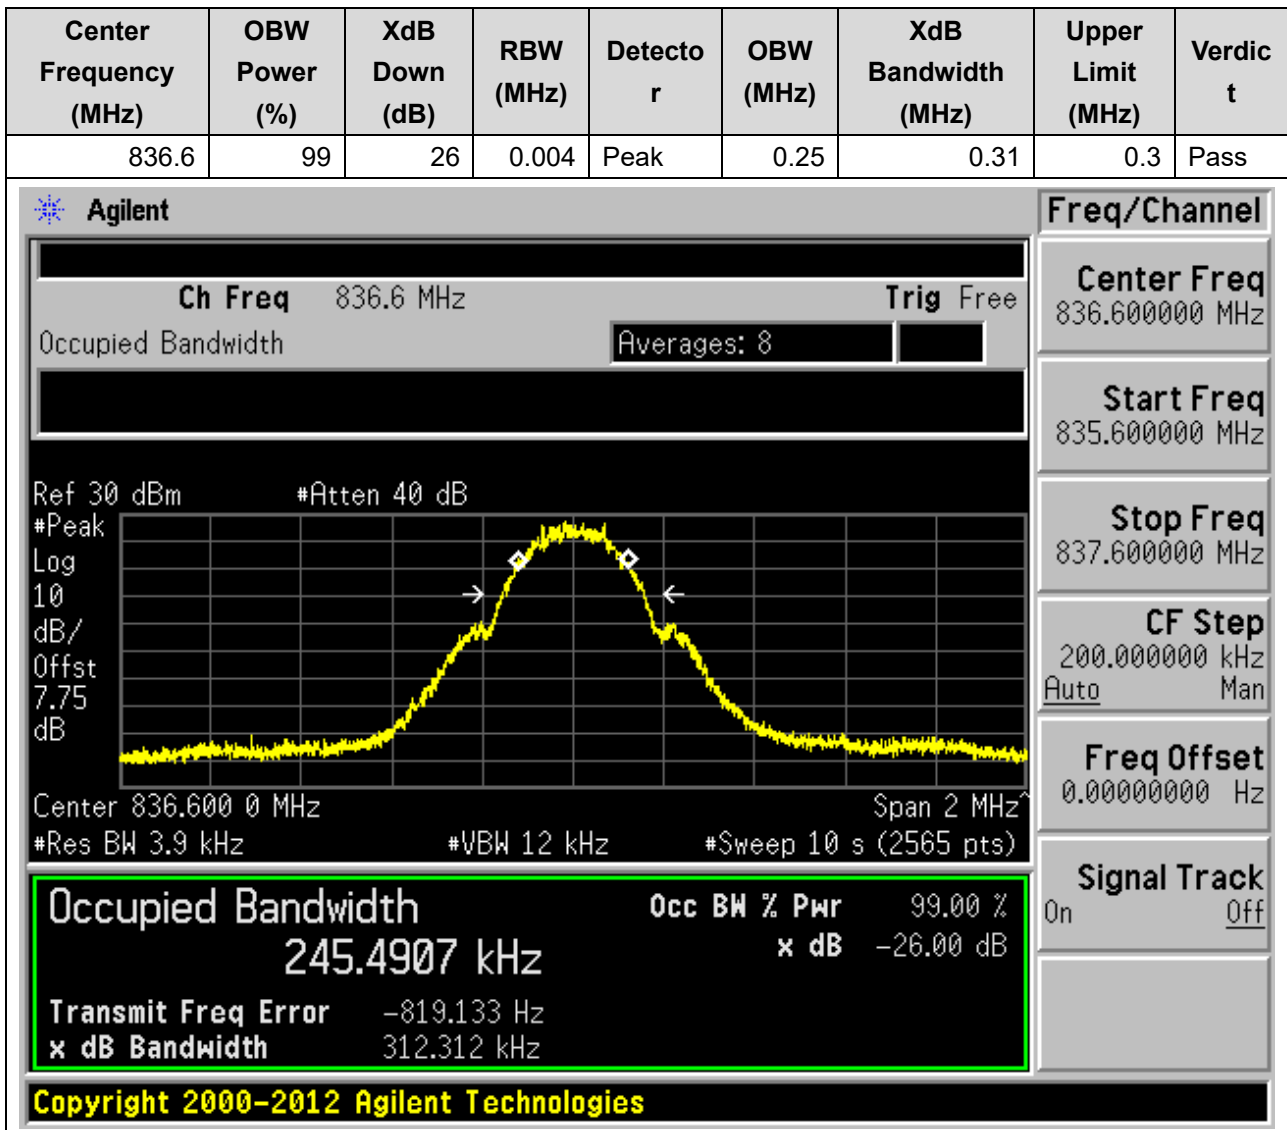 Center Frequency (MHz) OBW Power (%) XdB Down (dB) RBW (MHz) Detecto r OBW (MHz) XdB Bandwidth (MHz) Upper Limit (MHz) Verdic t
836.6 99 26 0.004 Peak 0.25 0.31 0.3 Pass
Agilent
Freq/Channel
Ch Freq 836.6 MHz Trig Free
Occupied Bandwidth Averages: 8
Center Freq
836.600000 MHz
Start Freq
835.600000 MHz
Stop Freq
837.600000 MHz
CF Step
200.000000 kHz
Auto Man
Freq Offset
0.00000000 Hz
Signal Track
On Off
Ref 30 dBm #Atten 40 dB
#Peak
Log
10
dB/
Offst
7.75
dB
Center 836.600 0 MHz Span 2 MHz^
#Res BW 3.9 kHz #VBW 12 kHz #Sweep 10 s (2565 pts)
Occupied Bandwidth Occ BW % Pwr 99.00 %
245.4907 kHz x dB -26.00 dB
Transmit Freq Error -819.133 Hz
x dB Bandwidth 312.312 kHz
Copyright 2000-2012 Agilent Technologies